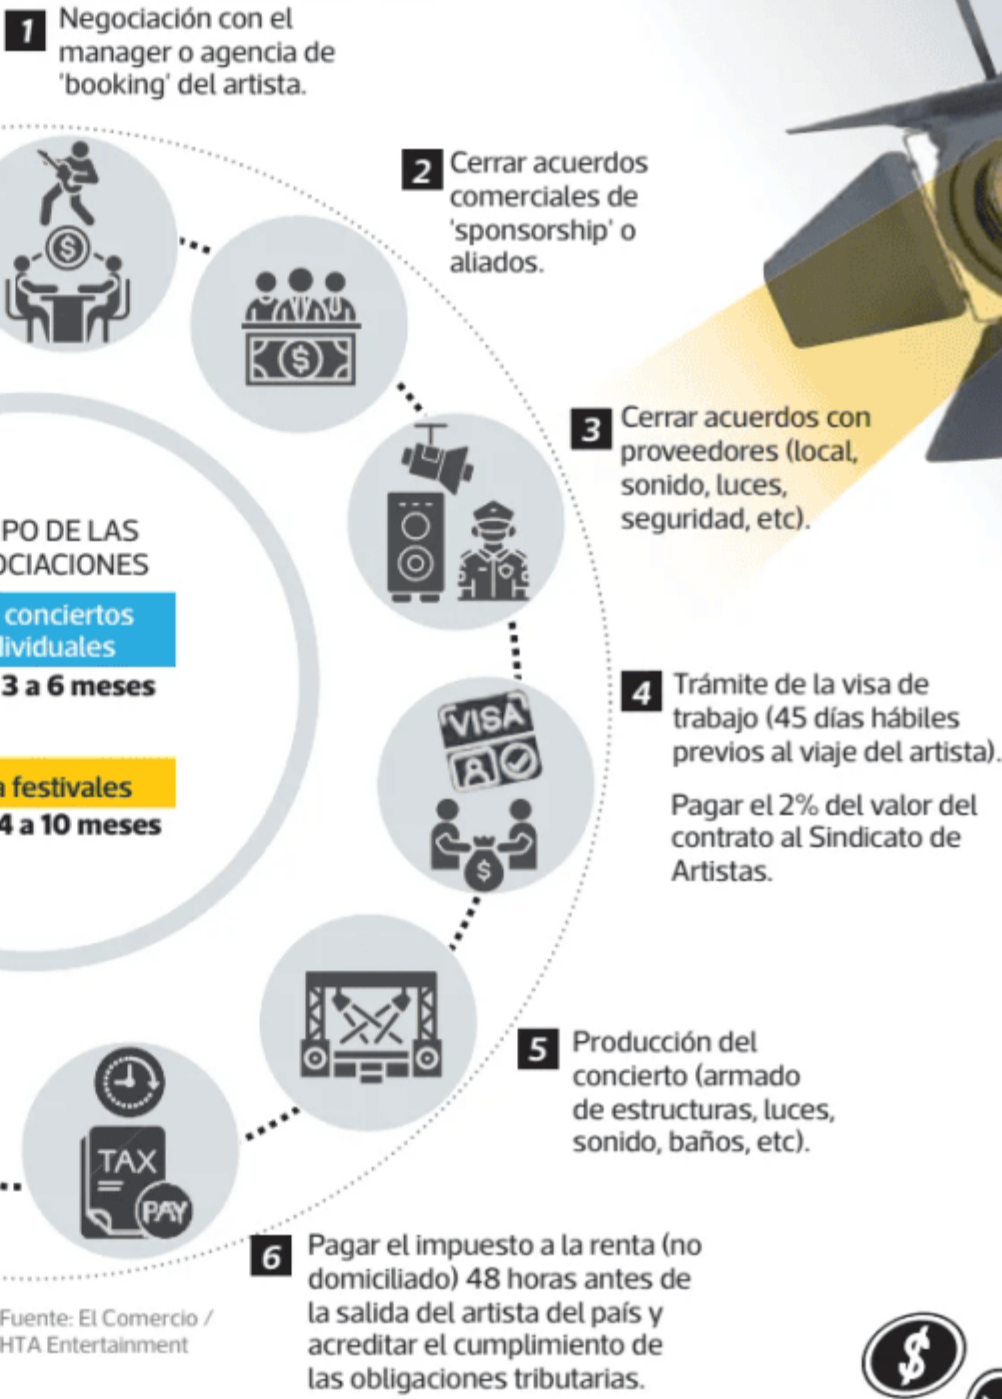 1 Negociación con el
manager o agencia de
'booking' del artista.
2 Cerrar acuerdos
comerciales de
'sponsorship' o
aliados.
3 Cerrar acuerdos con
proveedores (local,
sonido, luces,
seguridad, etc).
PO DE LAS
OCIACIONES
conciertos
dividuales
3 a 6 meses
a festivales
4 a 10 meses
VISA
4 Trámite de la visa de
trabajo (45 días hábiles
previos al viaje del artista).
Pagar el 2% del valor del
contrato al Sindicato de
Artistas.
5 Producción del
concierto (armado
de estructuras, luces,
sonido, baños, etc).
TAX
PAY
6 Pagar el impuesto a la renta (no
domiciliado) 48 horas antes de
la salida del artista del país y
acreditar el cumplimiento de
las obligaciones tributarias.
Fuente: El Comercio /
HTA Entertainment